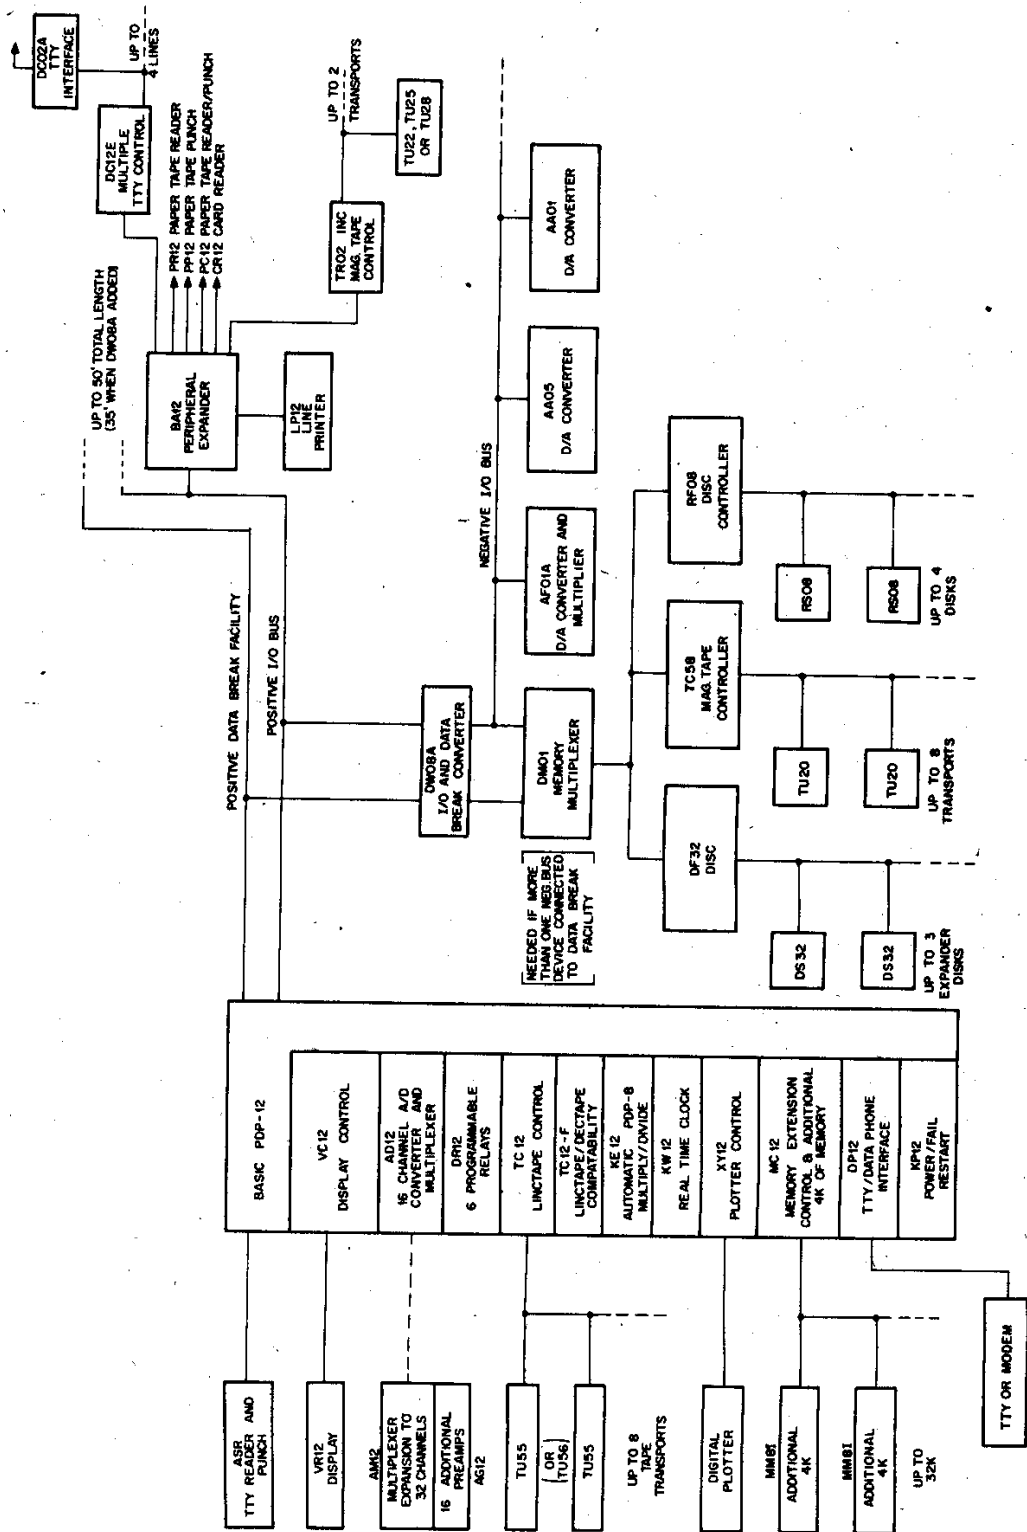 ASR
TTY READER AND
PUNCH
VR12
DISPLAY
AM12
MULTIPLEXER
EXPANSION TO
32 CHANNELS
16 ADDITIONAL
PREAMPS
AG12
TU55
OR
(TU56)
TU55
UP TO 8
TAPE
TRANSPORTS
DIGITAL
PLOTTER
MM8I
ADDITIONAL
4K
MM8I
ADDITIONAL
4K
UP TO
32K
TTY OR MODEM
BASIC PDP-12
VC12
DISPLAY CONTROL
AD12
16 CHANNEL A/D
CONVERTER AND
MULTIPLEXER
DR12
6 PROGRAMMABLE
RELAYS
TC12
LINCTAPE CONTROL
TC12-F
LINCTAPE/DECTAPE
COMPATABILITY
KE12
AUTOMATIC PDP-8
MULTIPLY/DIVIDE
KW12
REAL TIME CLOCK
XY12
PLOTTER CONTROL
MC12
MEMORY EXTENSION
CONTROL & ADDITIONAL
4K OF MEMORY
DP12
TTY/DATA PHONE
INTERFACE
KP12
POWER/FAIL
RESTART
POSITIVE DATA BREAK FACILITY
POSITIVE I/O BUS
UP TO 50' TOTAL LENGTH
(35' WHEN DW08A ADDED)
BA12
PERIPHERAL
EXPANDER
LP12
LINE
PRINTER
DC12E
MULTIPLE
TTY CONTROL
DC02A
TTY
INTERFACE
UP TO
4 LINES
PR12 PAPER TAPE READER
PP12 PAPER TAPE PUNCH
PC12 PAPER TAPE READER/PUNCH
CR12 CARD READER
TR02 INC
MAG. TAPE
CONTROL
UP TO 2
TRANSPORTS
TU22, TU25
OR TU28
DW08A
I/O AND DATA
BREAK CONVERTER
NEGATIVE I/O BUS
NEEDED IF MORE
THAN ONE NEG. BUS
DEVICE CONNECTED
TO DATA BREAK
FACILITY
DM01
MEMORY
MULTIPLEXER
AF01A
D/A CONVERTER AND
MULTIPLIER
AA05
D/A CONVERTER
AA01
D/A CONVERTER
DF32
DISC
TC58
MAG. TAPE
CONTROLLER
RF08
DISC
CONTROLLER
DS32
DS32
UP TO 3
EXPANDER
DISKS
TU20
TU20
UP TO 8
TRANSPORTS
RS08
RS08
UP TO 4
DISKS